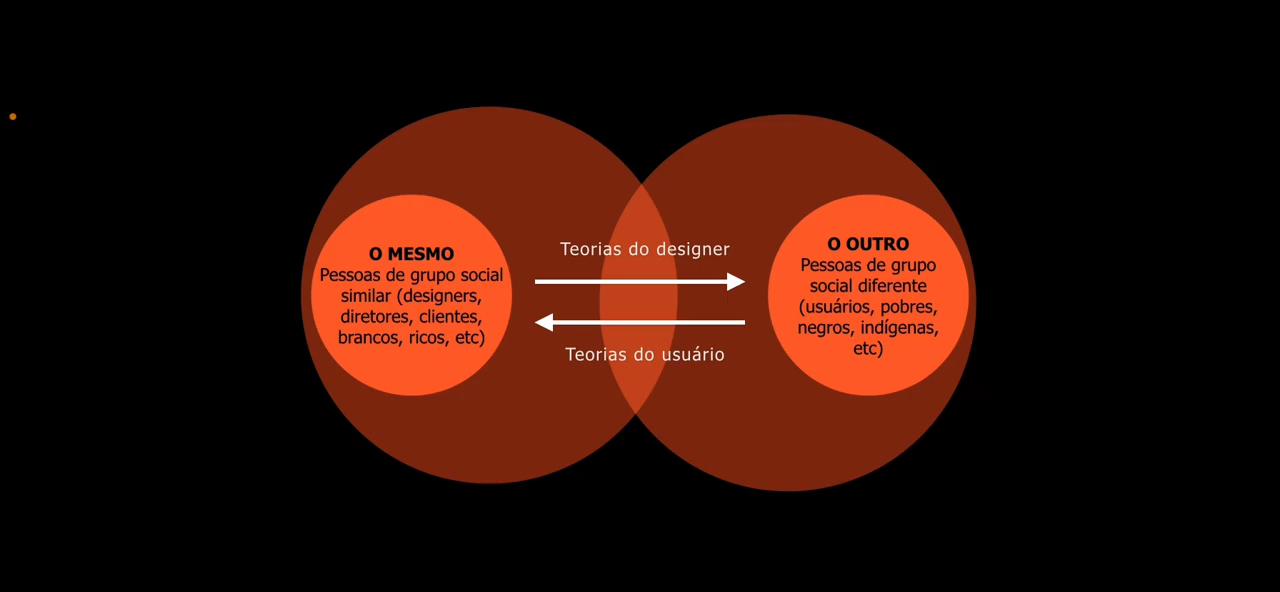 O MESMO
Pessoas de grupo social
similar (designers,
diretores, clientes,
brancos, ricos, etc)
Teorias do designer
Teorias do usuário
O OUTRO
Pessoas de grupo
social diferente
(usuários, pobres,
negros, indígenas,
etc)